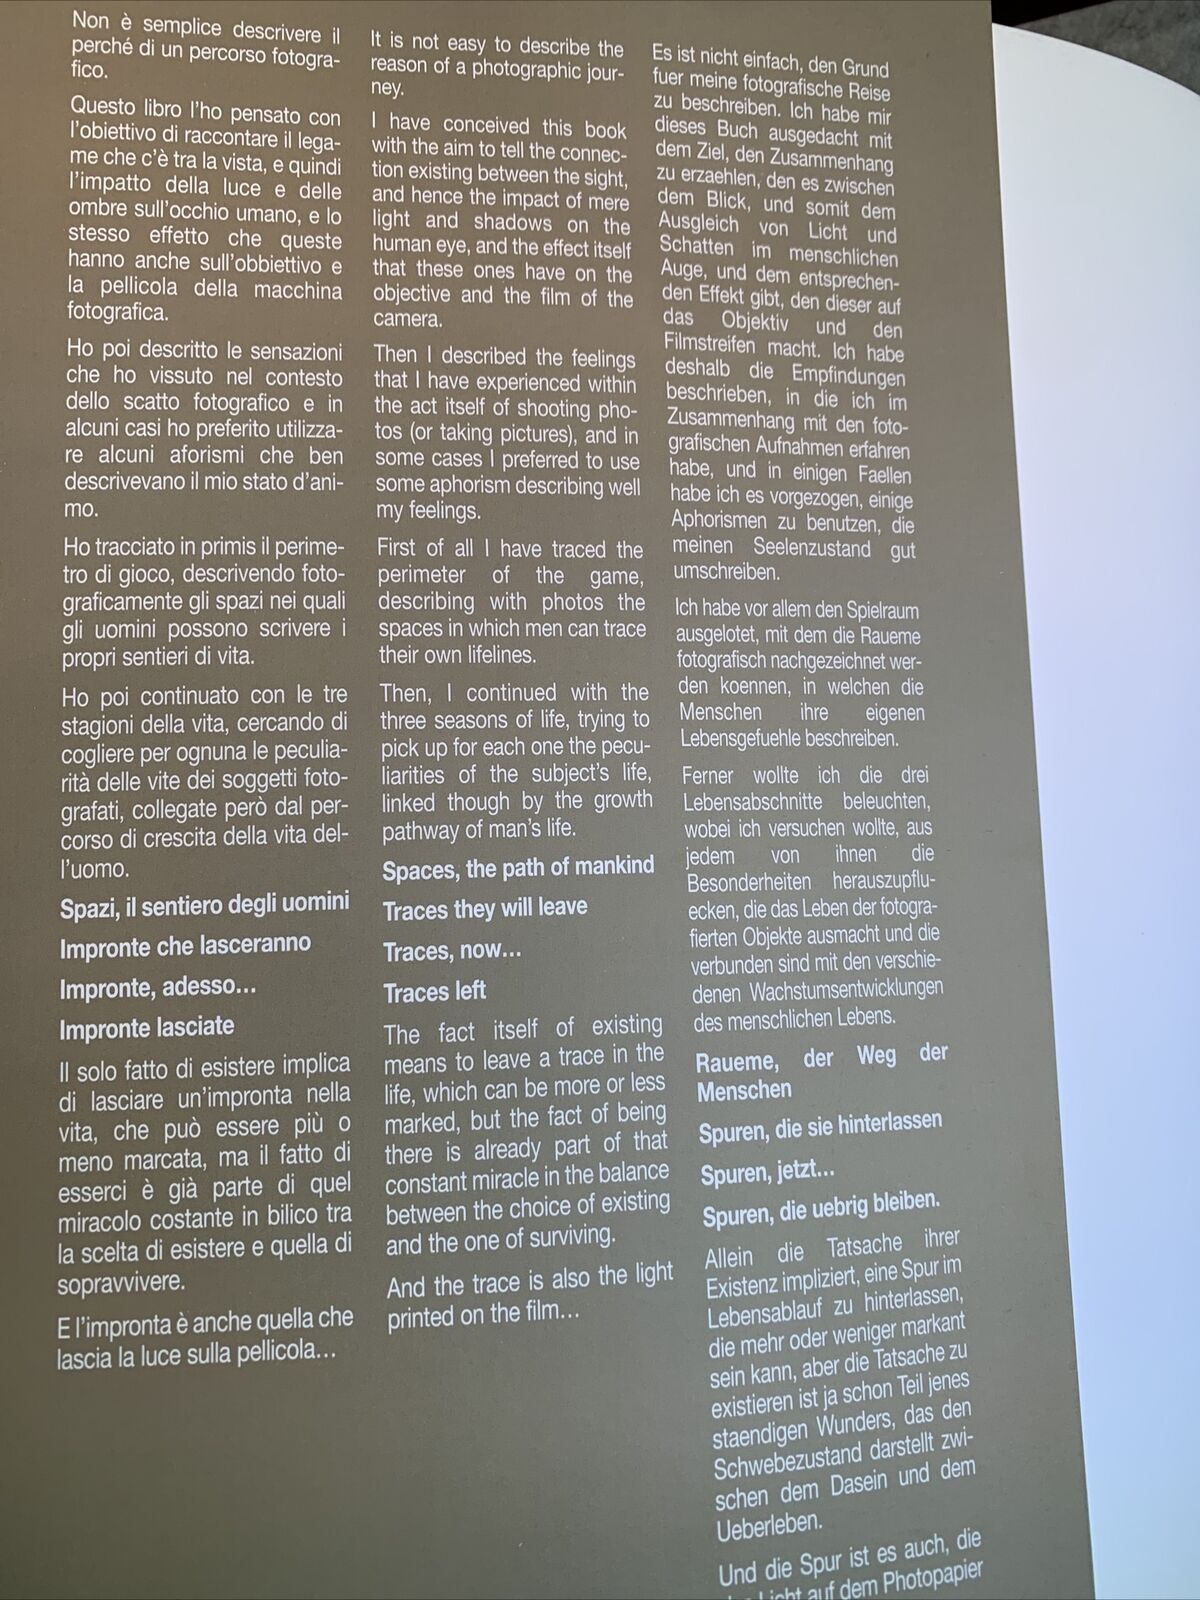 Non è semplice descrivere il
perché di un percorso fotogra-
fico.
Questo libro l'ho pensato con
l'obiettivo di raccontare il lega-
me che c'è tra la vista, e quindi
l'impatto della luce e delle
ombre sull'occhio umano, e lo
stesso effetto che queste
hanno anche sull'obbiettivo e
la pellicola della macchina
fotografica.
Ho poi descritto le sensazioni
che ho vissuto nel contesto
dello scatto fotografico e in
alcuni casi ho preferito utilizza-
re alcuni aforismi che ben
descrivevano il mio stato d'ani-
mo.
Ho tracciato in primis il perime-
tro di gioco, descrivendo foto-
graficamente gli spazi nei quali
gli uomini possono scrivere i
propri sentieri di vita.
Ho poi continuato con le tre
stagioni della vita, cercando di
cogliere per ognuna le peculia-
rità delle vite dei soggetti foto-
grafati, collegate però dal per-
corso di crescita della vita del-
l'uomo.
Spazi, il sentiero degli uomini
Impronte che lasceranno
Impronte, adesso...
Impronte lasciate
Il solo fatto di esistere implica
di lasciare un'impronta nella
vita, che può essere più o
meno marcata, ma il fatto di
esserci è già parte di quel
miracolo costante in bilico tra
la scelta di esistere e quella di
sopravvivere.
E l'impronta è anche quella che
lascia la luce sulla pellicola...
It is not easy to describe the
reason of a photographic jour-
ney.
I have conceived this book
with the aim to tell the connec-
tion existing between the sight,
and hence the impact of mere
light and shadows on the
human eye, and the effect itself
that these ones have on the
objective and the film of the
camera.
Then I described the feelings
that I have experienced within
the act itself of shooting pho-
tos (or taking pictures), and in
some cases I preferred to use
some aphorism describing well
my feelings.
First of all I have traced the
perimeter of the game,
describing with photos the
spaces in which men can trace
their own lifelines.
Then, I continued with the
three seasons of life, trying to
pick up for each one the pecu-
liarities of the subject's life,
linked though by the growth
pathway of man's life.
Spaces, the path of mankind
Traces they will leave
Traces, now...
Traces left
The fact itself of existing
means to leave a trace in the
life, which can be more or less
marked, but the fact of being
there is already part of that
constant miracle in the balance
between the choice of existing
and the one of surviving.
And the trace is also the light
printed on the film...
Es ist nicht einfach, den Grund
fuer meine fotografische Reise
zu beschreiben. Ich habe mir
dieses Buch ausgedacht mit
dem Ziel, den Zusammenhang
zu erzaehlen, den es zwischen
dem Blick, und somit dem
Ausgleich von Licht und
Schatten im menschlichen
Auge, und dem entsprechen-
den Effekt gibt, den dieser auf
das Objektiv und den
Filmstreifen macht. Ich habe
deshalb die Empfindungen
beschrieben, in die ich im
Zusammenhang mit den foto-
grafischen Aufnahmen erfahren
habe, und in einigen Faellen
habe ich es vorgezogen, einige
Aphorismen zu benutzen, die
meinen Seelenzustand gut
umschreiben.
Ich habe vor allem den Spielraum
ausgelotet, mit dem die Raeume
fotografisch nachgezeichnet wer-
den koennen, in welchen die
Menschen ihre eigenen
Lebensgefuehle beschreiben.
Ferner wollte ich die drei
Lebensabschnitte beleuchten,
wobei ich versuchen wollte, aus
jedem von ihnen die
Besonderheiten herauszupflu-
ecken, die das Leben der fotogra-
fierten Objekte ausmacht und die
verbunden sind mit den verschie-
denen Wachstumsentwicklungen
des menschlichen Lebens.
Raueme, der Weg der
Menschen
Spuren, die sie hinterlassen
Spuren, jetzt...
Spuren, die uebrig bleiben.
Allein die Tatsache ihrer
Existenz impliziert, eine Spur im
Lebensablauf zu hinterlassen,
die mehr oder weniger markant
sein kann, aber die Tatsache zu
existieren ist ja schon Teil jenes
staendigen Wunders, das den
Schwebezustand darstellt zwi-
schen dem Dasein und dem
Ueberleben.
Und die Spur ist es auch, die
Licht auf dem Photopapier